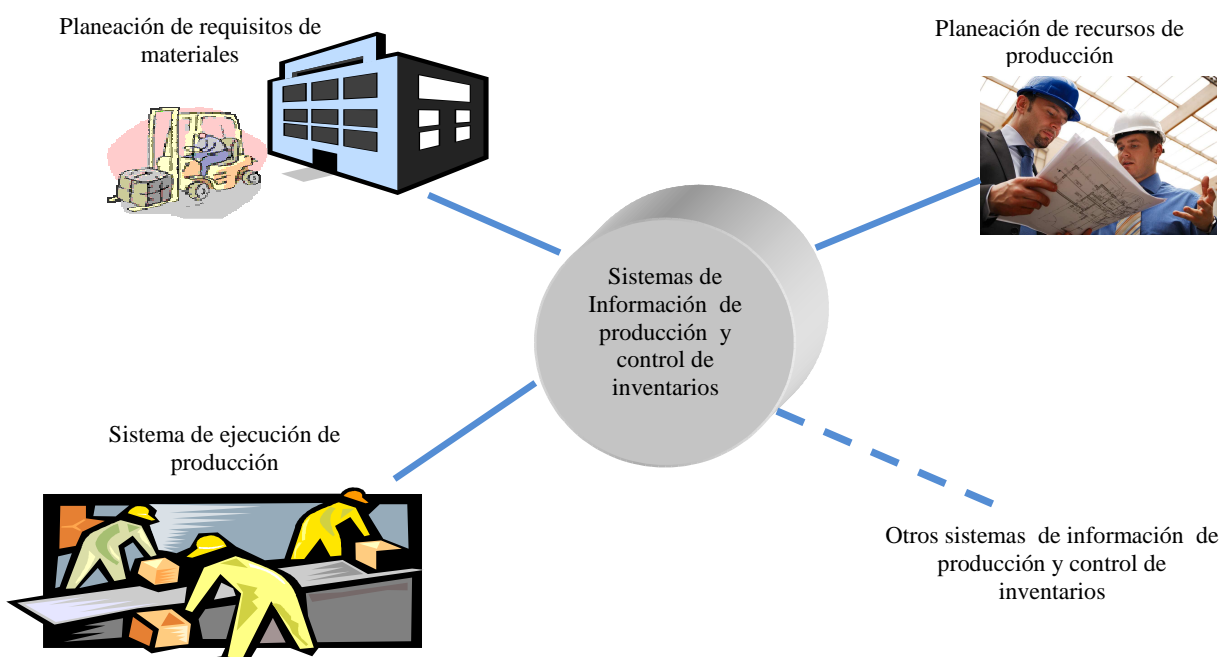 Planeación de requisitos de
materiales
Planeación de recursos de
producción
Sistemas de
Información de
producción y
control de
inventarios
Sistema de ejecución de
producción
Otros sistemas de información de
producción y control de
inventarios